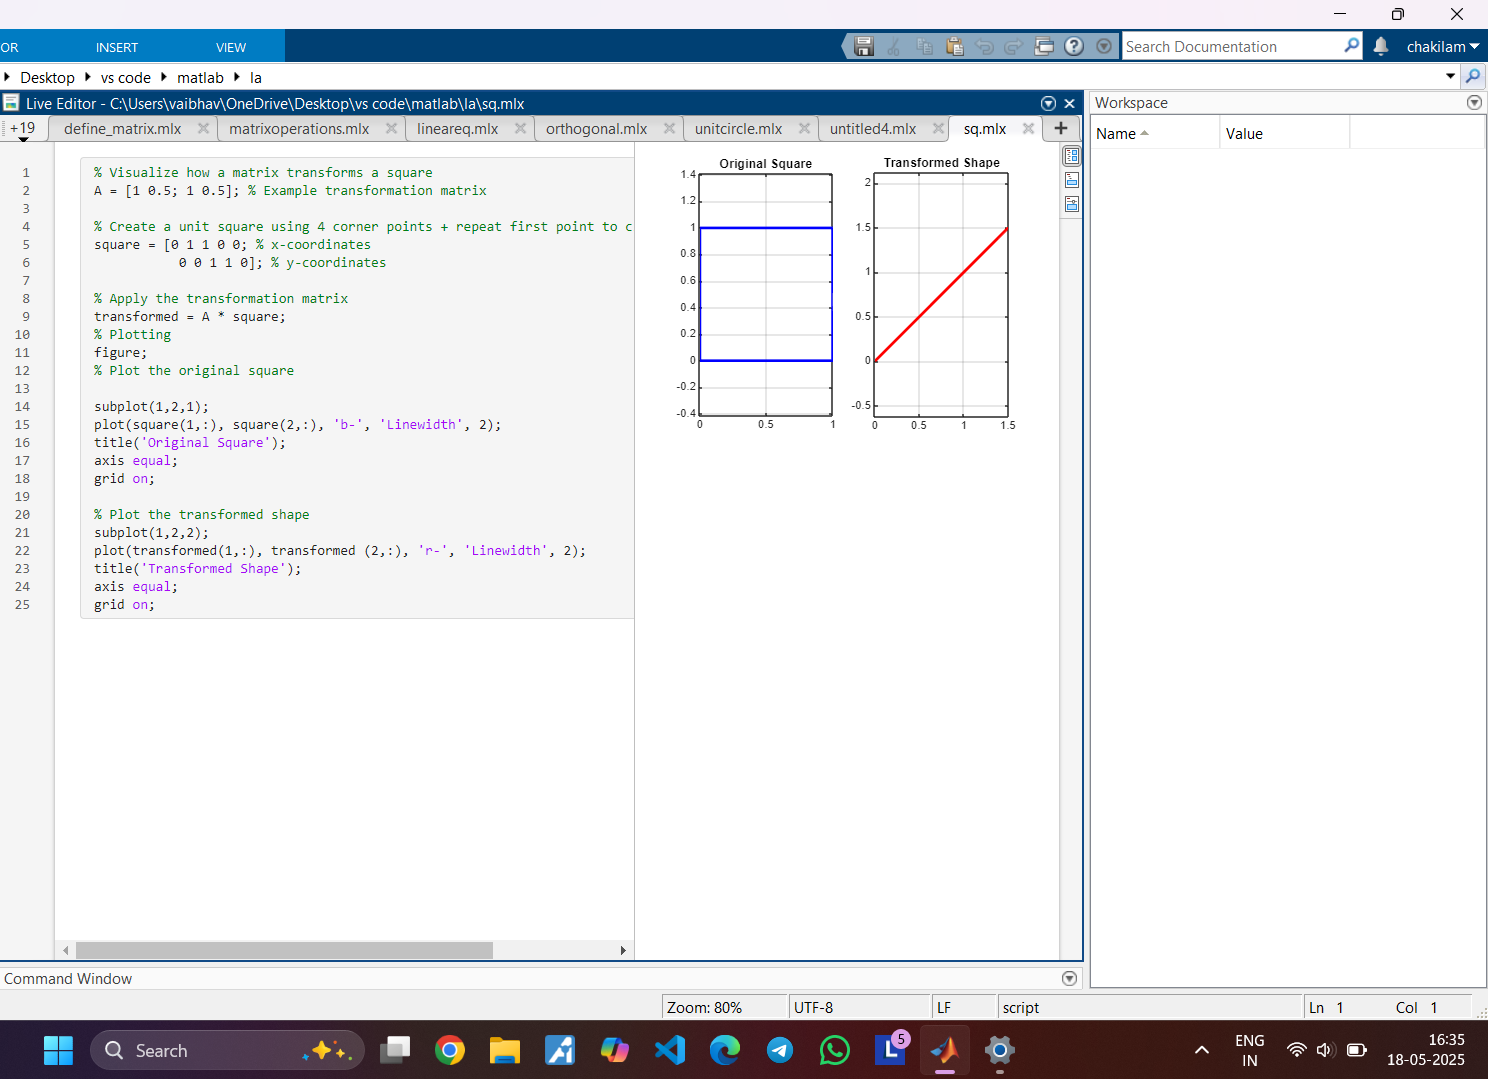 OR INSERT VIEW Search Documentation chakilam
Desktop vs code matlab la
Live Editor - C:\Users\vaibhav\OneDrive\Desktop\vs code\matlab\la\sq.mlx
+19 define_matrix.mlx matrixoperations.mlx lineareq.mlx orthogonal.mlx unitcircle.mlx untitled4.mlx sq.mlx
1 % Visualize how a matrix transforms a square
2 A = [1 0.5; 1 0.5]; % Example transformation matrix
3
4 % Create a unit square using 4 corner points + repeat first point to c
5 square = [0 1 1 0 0; % x-coordinates
6 0 0 1 1 0]; % y-coordinates
7
8 % Apply the transformation matrix
9 transformed = A * square;
10 % Plotting
11 figure;
12 % Plot the original square
13
14 subplot(1,2,1);
15 plot(square(1,:), square(2,:), 'b-', 'Linewidth', 2);
16 title('Original Square');
17 axis equal;
18 grid on;
19
20 % Plot the transformed shape
21 subplot(1,2,2);
22 plot(transformed(1,:), transformed (2,:), 'r-', 'Linewidth', 2);
23 title('Transformed Shape');
24 axis equal;
25 grid on;
Original Square
1.4
1.2
1
0.8
0.6
0.4
0.2
0
-0.2
-0.4
0 0.5 1
Transformed Shape
2
1.5
1
0.5
0
-0.5
0 0.5 1 1.5
Workspace
Name Value
Command Window
Zoom: 80% UTF-8 LF script Ln 1 Col 1
Search 5
ENG
IN
16:35
18-05-2025